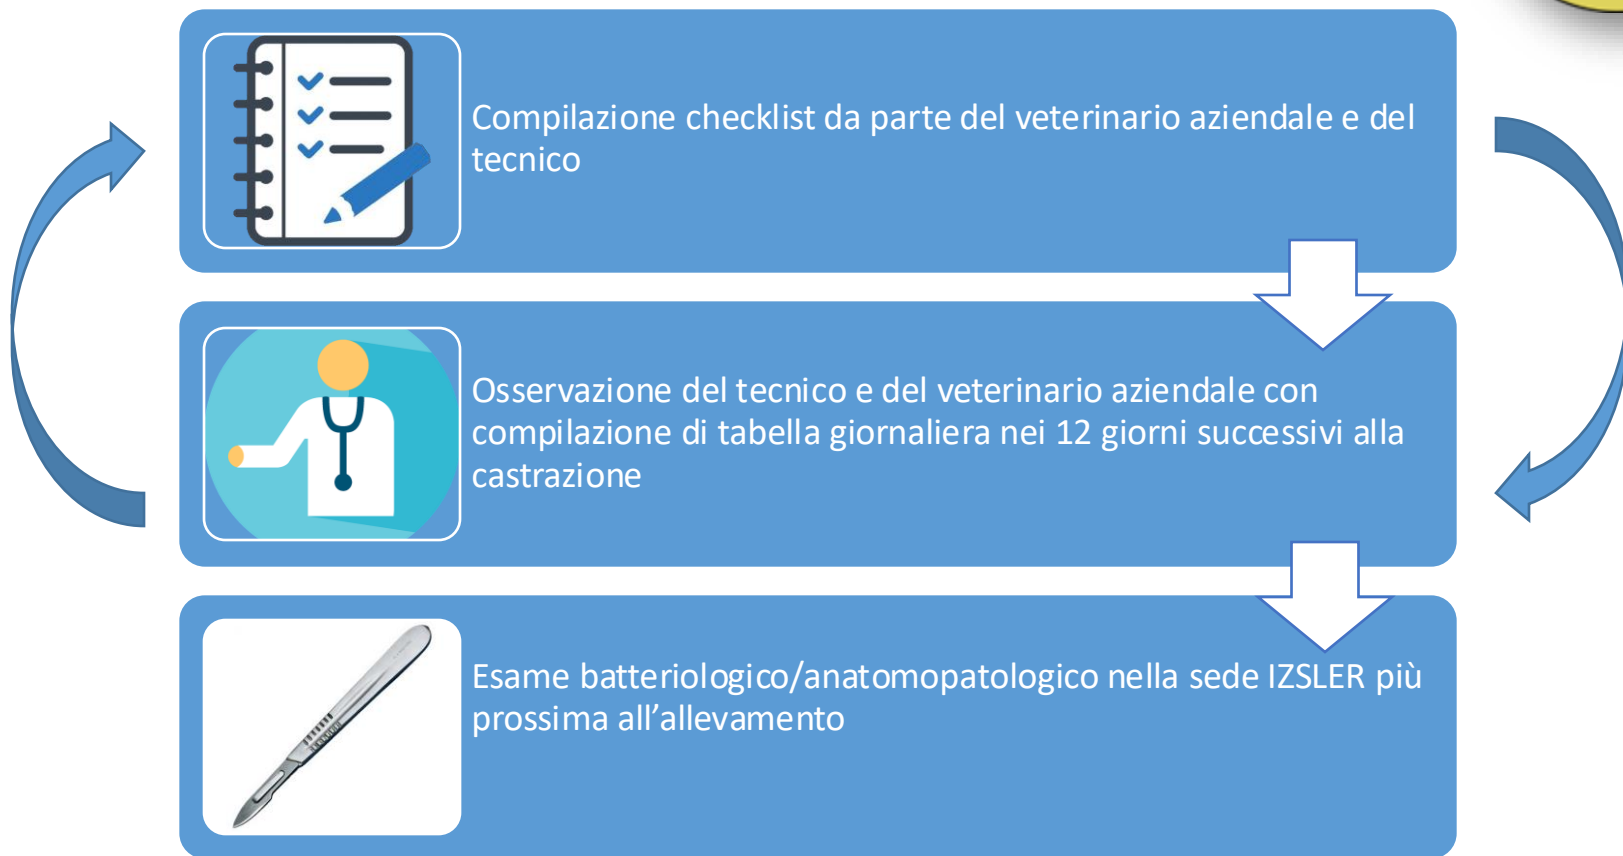 Compilazione checklist da parte del veterinario aziendale e del
tecnico
Osservazione del tecnico e del veterinario aziendale con
compilazione di tabella giornaliera nei 12 giorni successivi alla
castrazione
Esame batteriologico/anatomopatologico nella sede IZSLER più
prossima all’allevamento